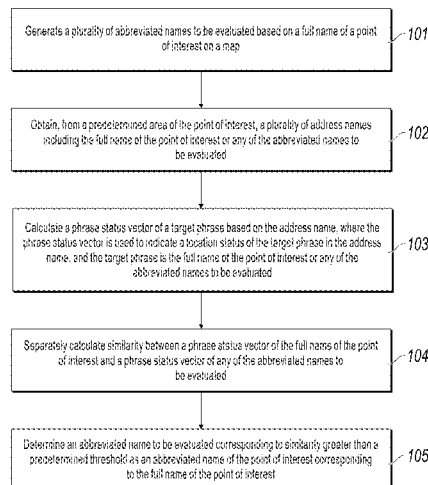 Generate a plurality of abbreviated names to be evaluated based on a full name of a point
of interest on a map
101
Obtain, from a predetermined area of the point of interest, a plurality of address names
including the full name of the point of interest or any of the abbreviated names to
be evaluated
102
Calculate a phrase status vector of a target phrase based on the address name, where the
phrase status vector is used to indicate a location status of the target phrase in the address
name, and the target phrase is the full name of the point of interest or any of the
abbreviated names to be evaluated
103
Separately calculate similarity between a phrase status vector of the full name of the point
of interest and a phrase status vector of any of the abbreviated names to
be evaluated
104
Determine an abbreviated name to be evaluated corresponding to similarity greater than a
predetermined threshold as an abbreviated name of the point of interest corresponding
to the full name of the point of interest
105